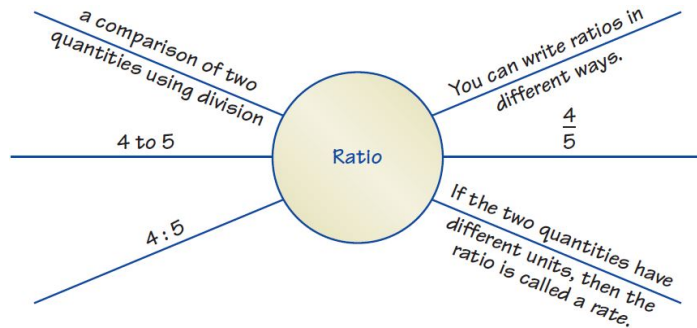 a comparison of two
quantities using division
You can write ratios in
different ways.
4 to 5
Ratio
4/5
4 : 5
If the two quantities have
different units, then the
ratio is called a rate.